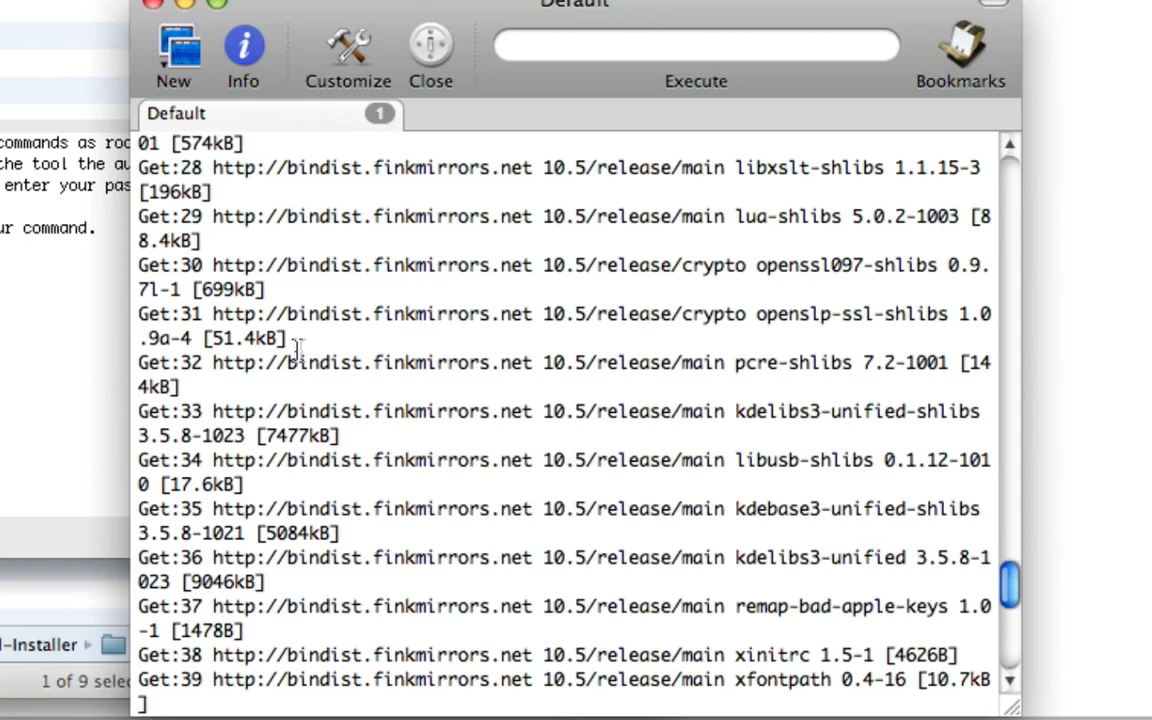 Default
New
Info
Customize
Close
Execute
Bookmarks
Default
1
commands as roo
the tool the au
enter your pas
ur command.
01 [574kB]
Get:28 http://bindist.finkmirrors.net 10.5/release/main libxslt-shlibs 1.1.15-3
[196kB]
Get:29 http://bindist.finkmirrors.net 10.5/release/main lua-shlibs 5.0.2-1003 [8
8.4kB]
Get:30 http://bindist.finkmirrors.net 10.5/release/crypto openssl097-shlibs 0.9.
7l-1 [699kB]
Get:31 http://bindist.finkmirrors.net 10.5/release/crypto openslp-ssl-shlibs 1.0
.9a-4 [51.4kB]
Get:32 http://bindist.finkmirrors.net 10.5/release/main pcre-shlibs 7.2-1001 [14
4kB]
Get:33 http://bindist.finkmirrors.net 10.5/release/main kdelibs3-unified-shlibs
3.5.8-1023 [7477kB]
Get:34 http://bindist.finkmirrors.net 10.5/release/main libusb-shlibs 0.1.12-101
0 [17.6kB]
Get:35 http://bindist.finkmirrors.net 10.5/release/main kdebase3-unified-shlibs
3.5.8-1021 [5084kB]
Get:36 http://bindist.finkmirrors.net 10.5/release/main kdelibs3-unified 3.5.8-1
023 [9046kB]
Get:37 http://bindist.finkmirrors.net 10.5/release/main remap-bad-apple-keys 1.0
-1 [1478B]
Get:38 http://bindist.finkmirrors.net 10.5/release/main xinitrc 1.5-1 [4626B]
Get:39 http://bindist.finkmirrors.net 10.5/release/main xfontpath 0.4-16 [10.7kB
]
l-Installer
1 of 9 selec